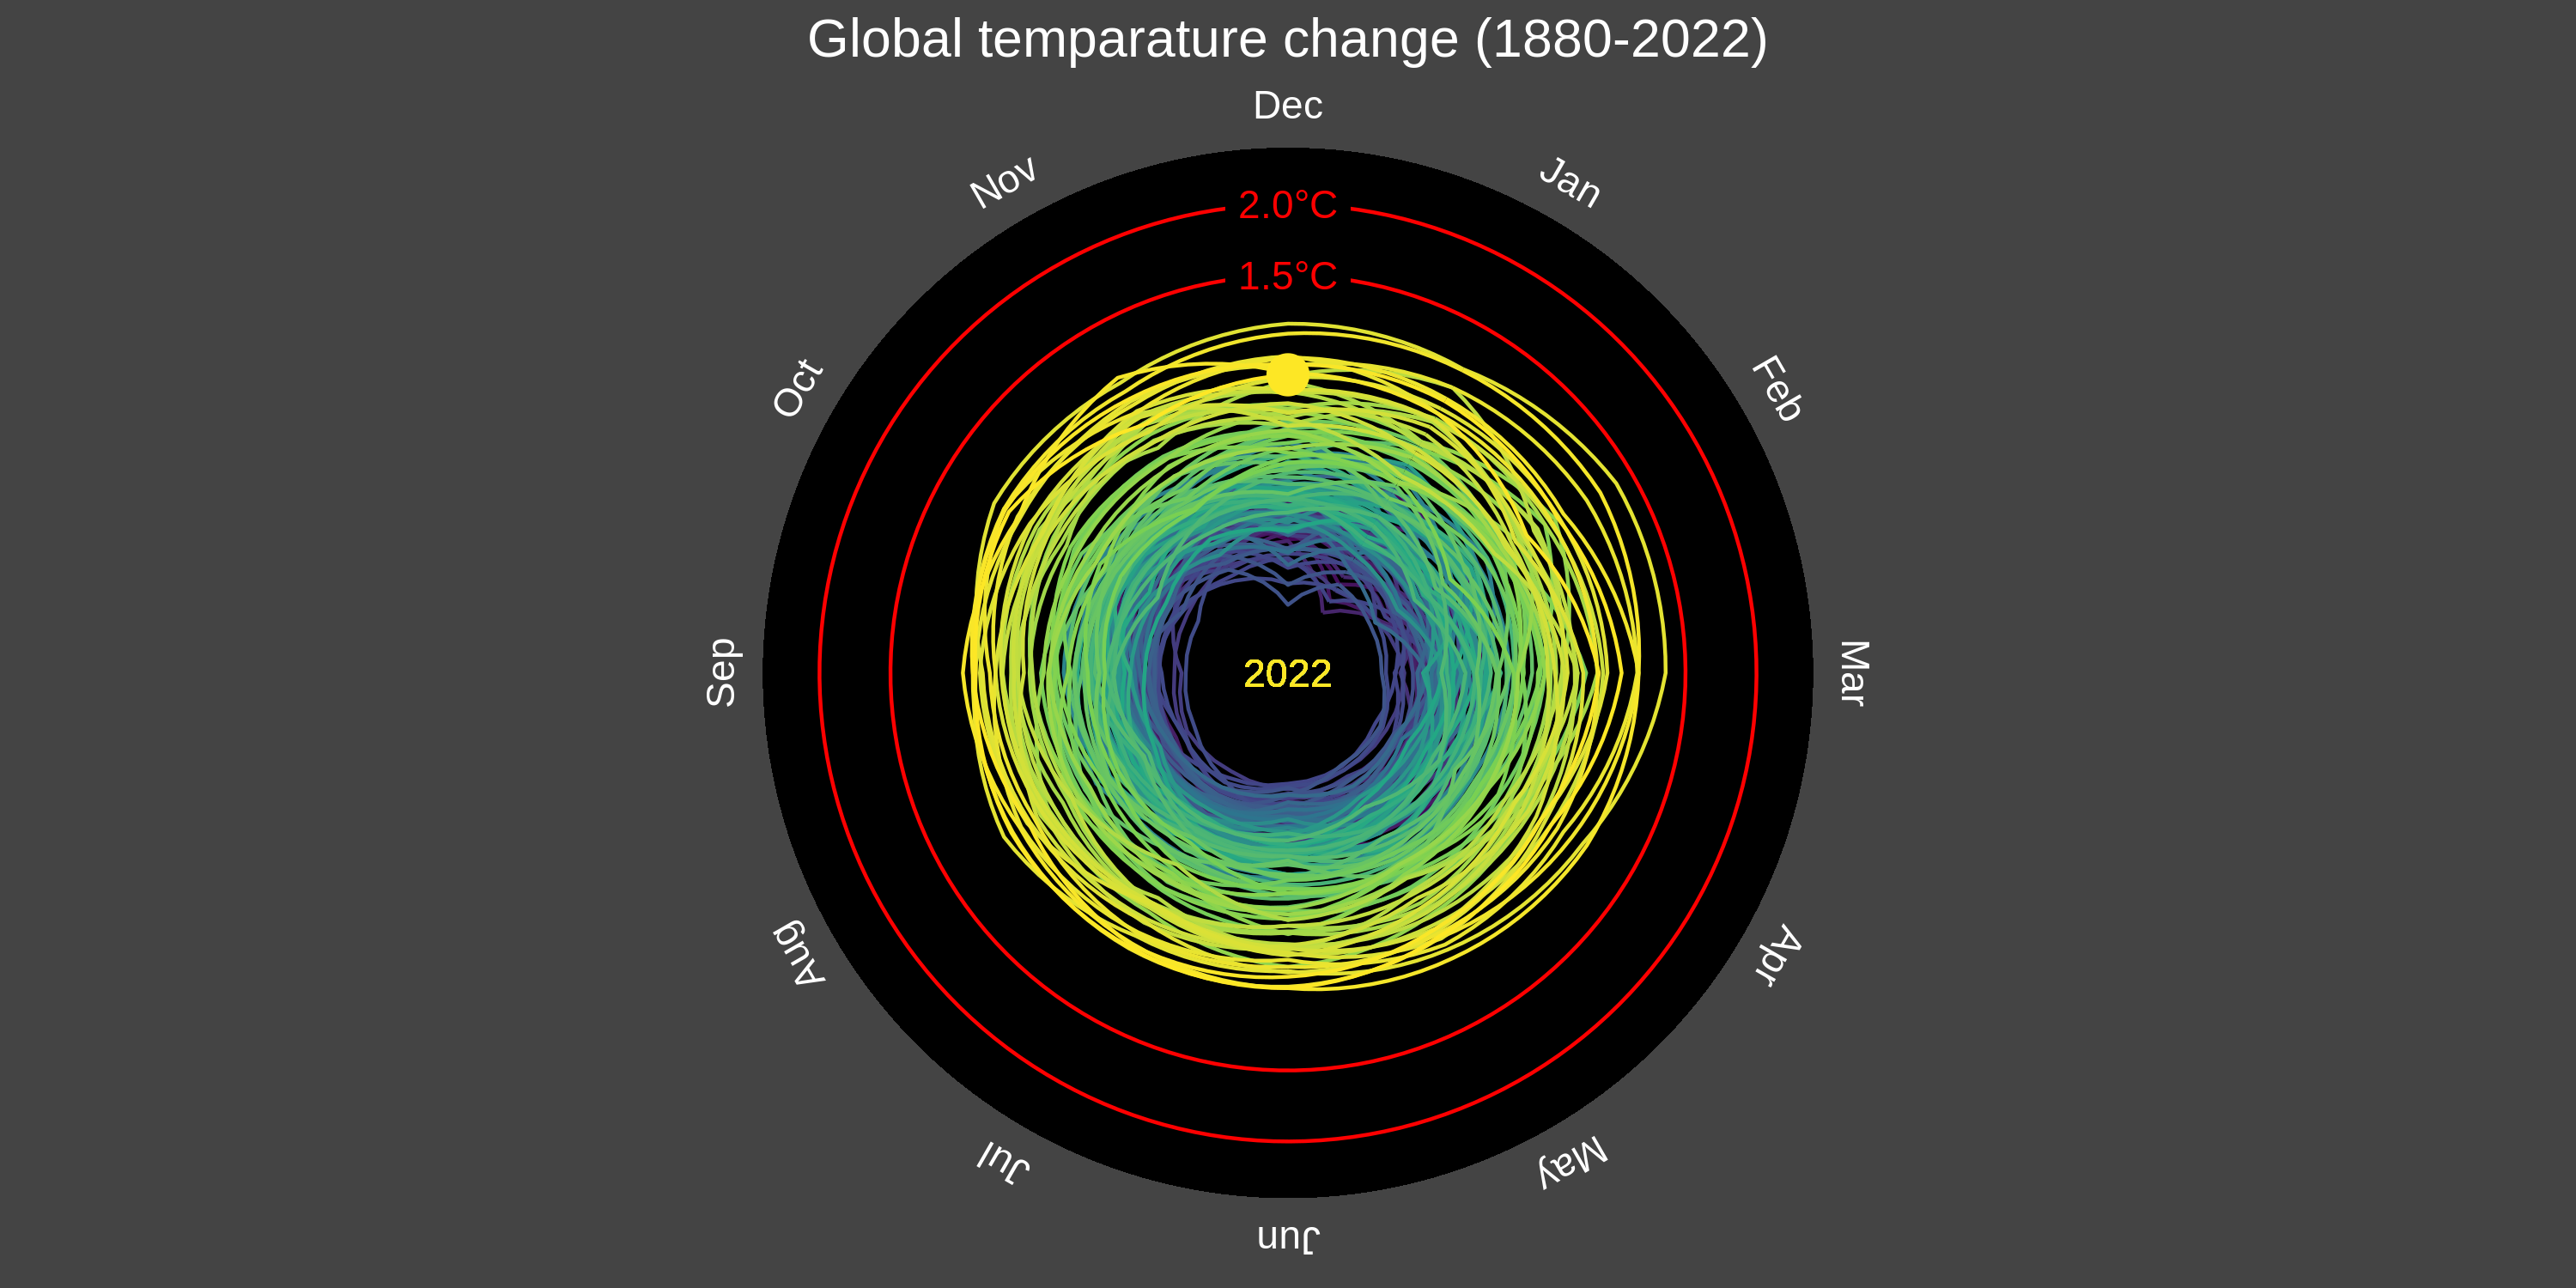 Global temparature change (1880-2022)
Dec
Nov
Jan
2.0°C
1.5°C
Oct
Feb
Sep
2022
Mar
Aug
Apr
Jul
May
Jun